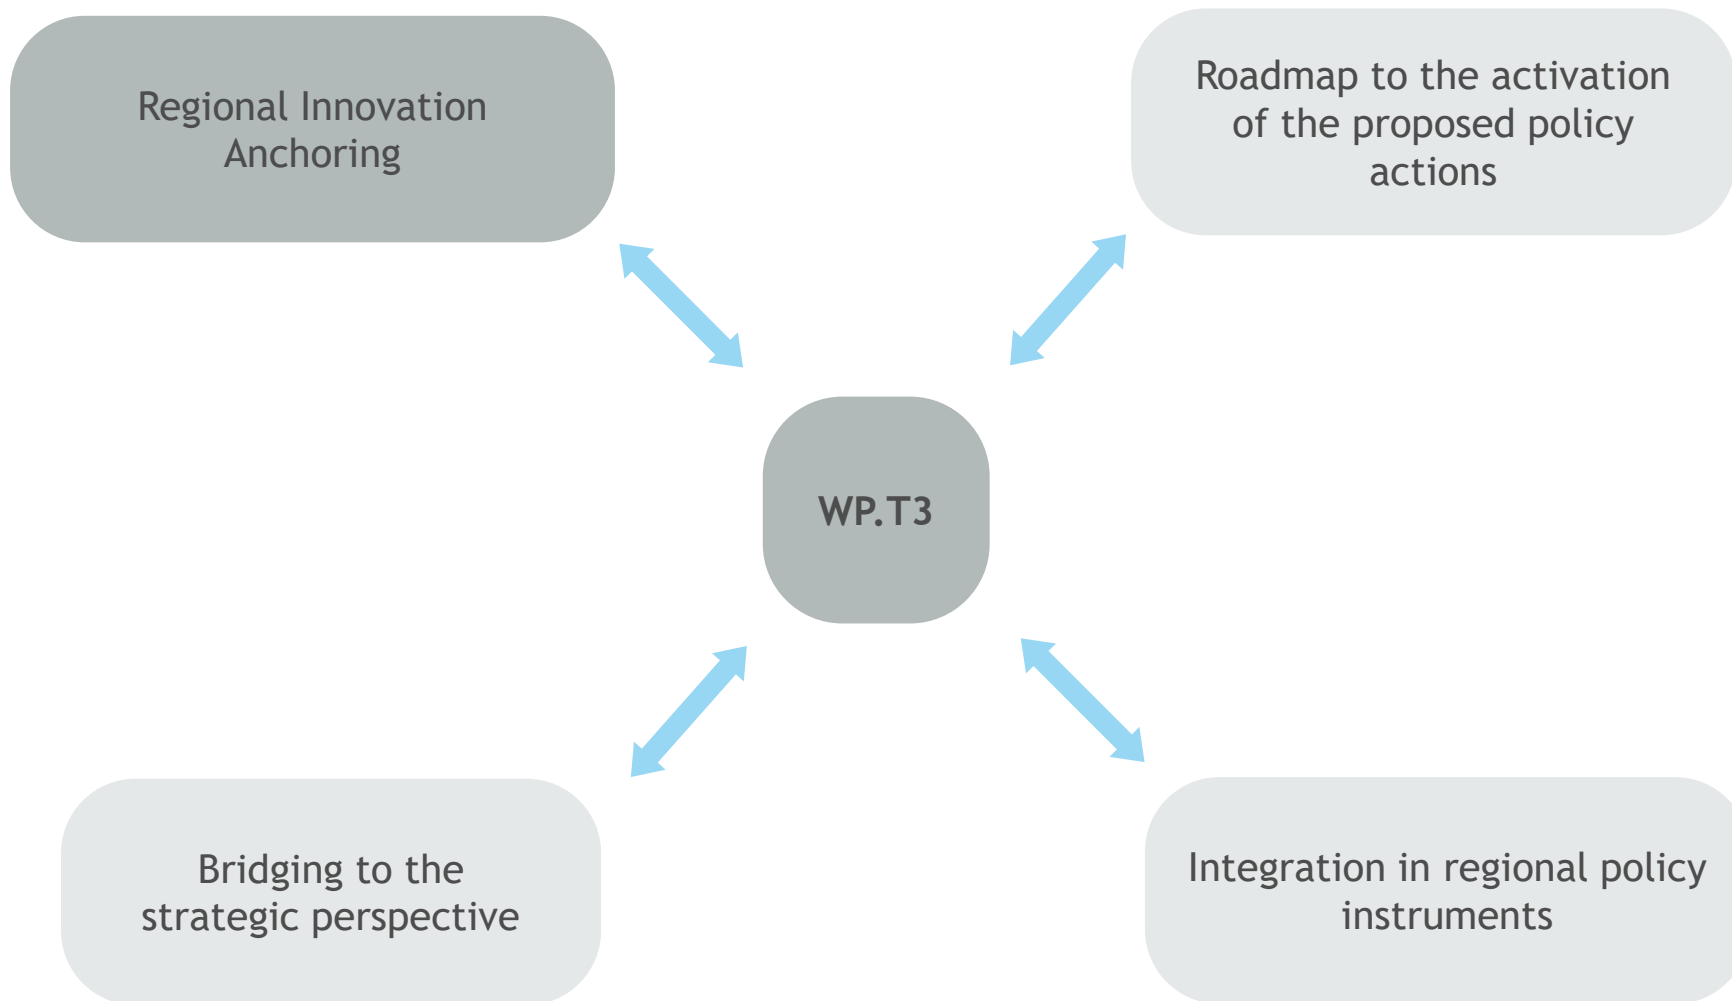 Regional Innovation
Anchoring
Roadmap to the activation
of the proposed policy
actions
WP.T3
Bridging to the
strategic perspective
Integration in regional policy
instruments